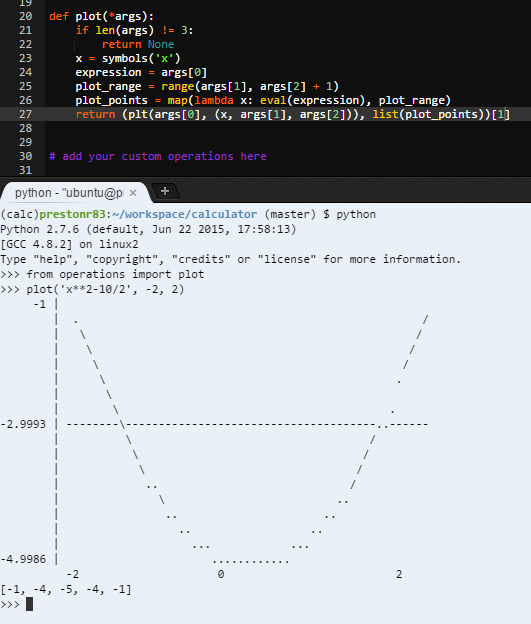 19
20 def plot(*args):
21 if len(args) != 3:
22 return None
23 x = symbols('x')
24 expression = args[0]
25 plot_range = range(args[1], args[2] + 1)
26 plot_points = map(lambda x: eval(expression), plot_range)
27 return (plt(args[0], (x, args[1], args[2])), list(plot_points))[1]
28
29
30 # add your custom operations here
31
python - "ubuntu@p × +
(calc)prestonr83:~/workspace/calculator (master) $ python
Python 2.7.6 (default, Jun 22 2015, 17:58:13)
[GCC 4.8.2] on linux2
Type "help", "copyright", "credits" or "license" for more information.
>>> from operations import plot
>>> plot('x**2-10/2', -2, 2)
-1 |
| . /
| \ /
| \ /
| \ /
| \ .
| \
| \ .
-2.9993 | --------\--------------------------------------..------
| \ /
| \ /
| \ /
| .. /
| \ ..
| .. ..
| .. ..
| ... ...
-4.9986 | ............
-2 0 2
[-1, -4, -5, -4, -1]
>>>